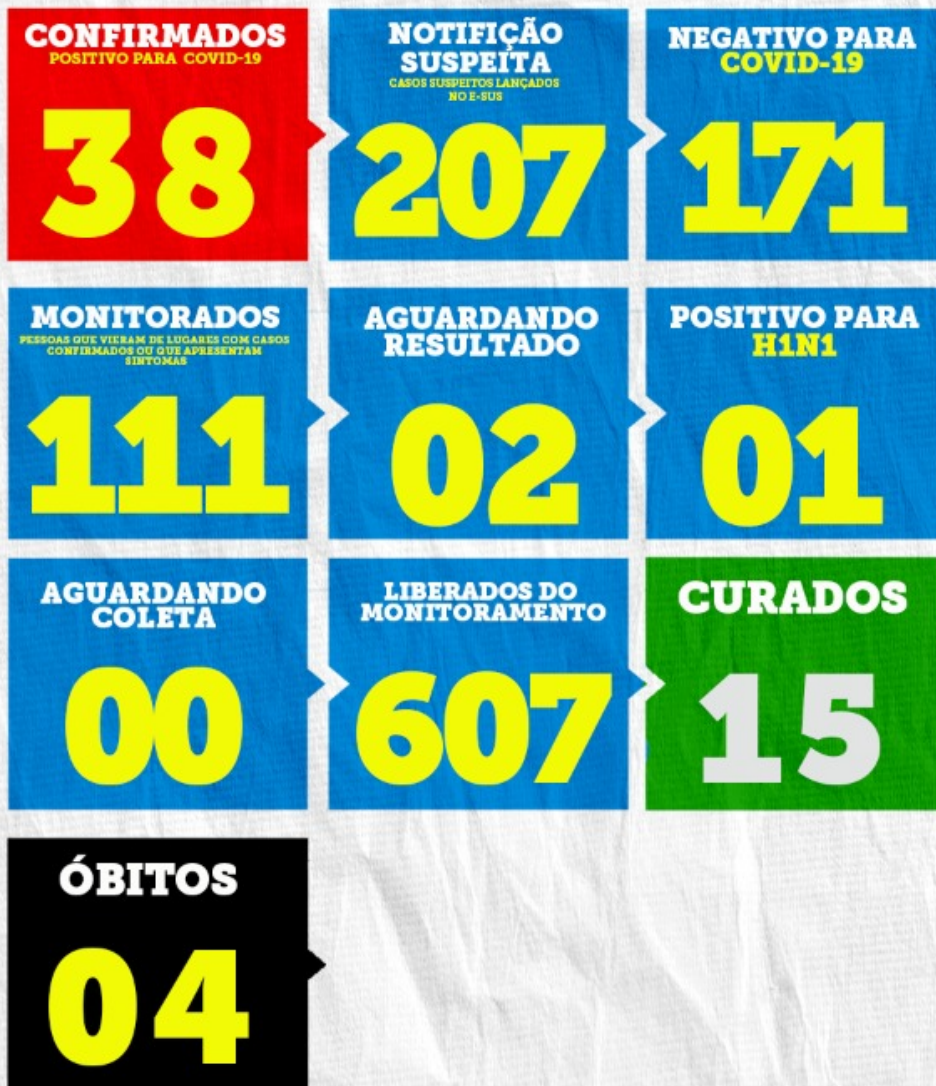 CONFIRMADOS
POSITIVO PARA COVID-19
38
NOTIFIÇÃO
SUSPEITA
CASOS SUSPEITOS LANÇADOS
NO E-SUS
207
NEGATIVO PARA
COVID-19
171
MONITORADOS
PESSOAS QUE VIERAM DE LUGARES COM CASOS
CONFIRMADOS OU QUE APRESENTAM
SINTOMAS
111
AGUARDANDO
RESULTADO
02
POSITIVO PARA
H1N1
01
AGUARDANDO
COLETA
00
LIBERADOS DO
MONITORAMENTO
607
CURADOS
15
ÓBITOS
04